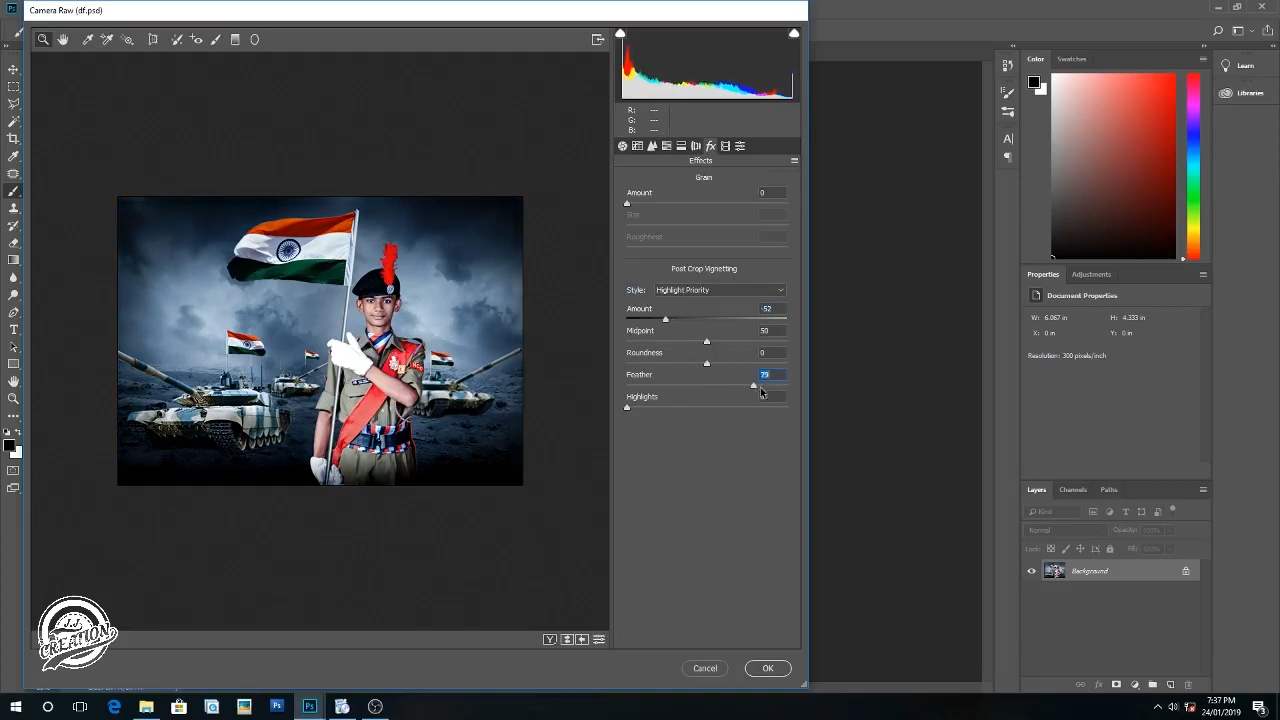 Camera Raw (df.psd)
R: ---
G: ---
B: ---
Effects
Grain
Amount 0
Size
Roughness
Post Crop Vignetting
Style: Highlight Priority
Amount -52
Midpoint 50
Roundness 0
Feather 79
Highlights
Cancel OK
Color Swatches
Learn
Libraries
Properties Adjustments
Document Properties
W: 6.067 in H: 4.333 in
X: 0 in Y: 0 in
Resolution: 300 pixels/inch
Layers Channels Paths
Kind
Normal Opacity: 100%
Lock: Fill: 100%
Background
J.J
CREATION
7:37 PM
24/01/2019